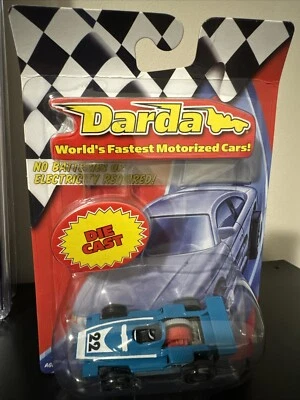 Darda
World's Fastest Motorized Cars!
NO BATTERIES OR
ELECTRICITY REQUIRED!
DIE
CAST
22